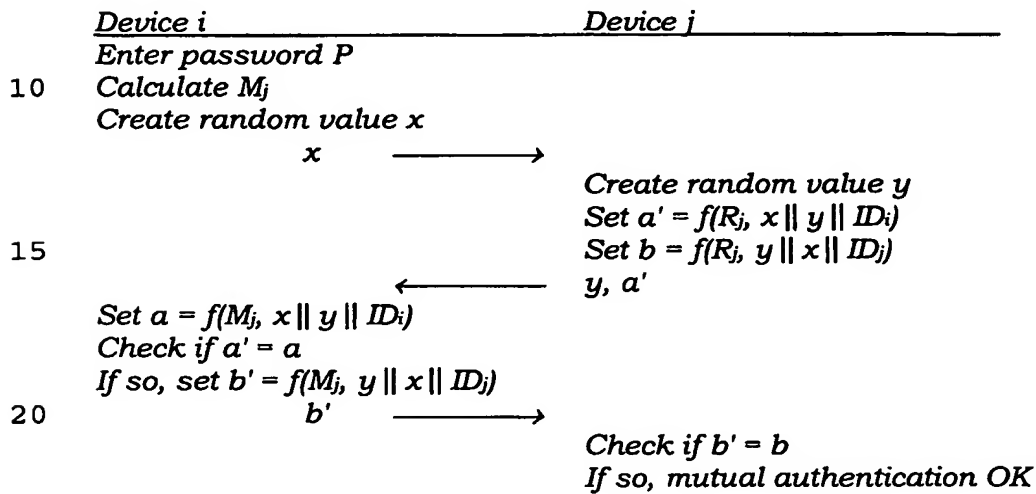 Device i Device j
Enter password P
10 Calculate Mj
Create random value x
x
Create random value y
Set a' = f(Rj, x || y || IDi)
15 Set b = f(Rj, y || x || IDj)
y, a'
Set a = f(Mj, x || y || IDi)
Check if a' = a
If so, set b' = f(Mj, y || x || IDj)
20 b'
Check if b' = b
If so, mutual authentication OK